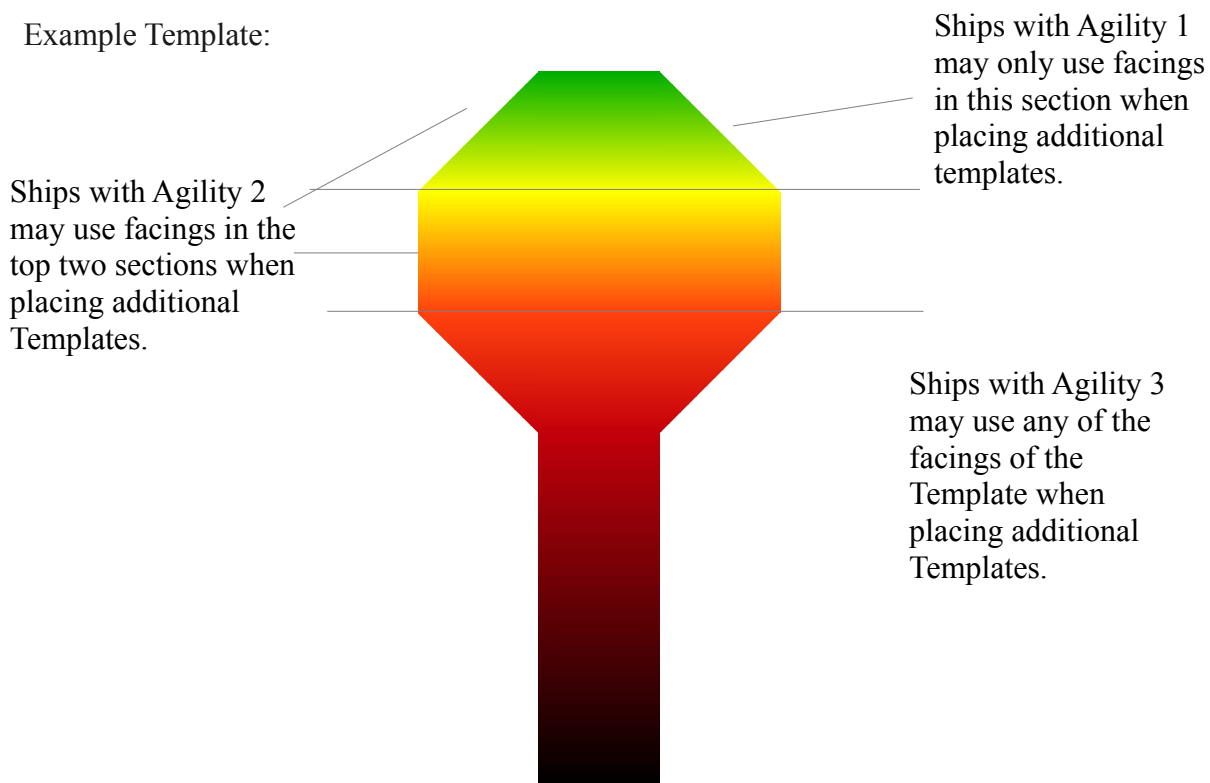 Example Template:
Ships with Agility 1
may only use facings
in this section when
placing additional
templates.
Ships with Agility 2
may use facings in the
top two sections when
placing additional
Templates.
Ships with Agility 3
may use any of the
facings of the
Template when
placing additional
Templates.